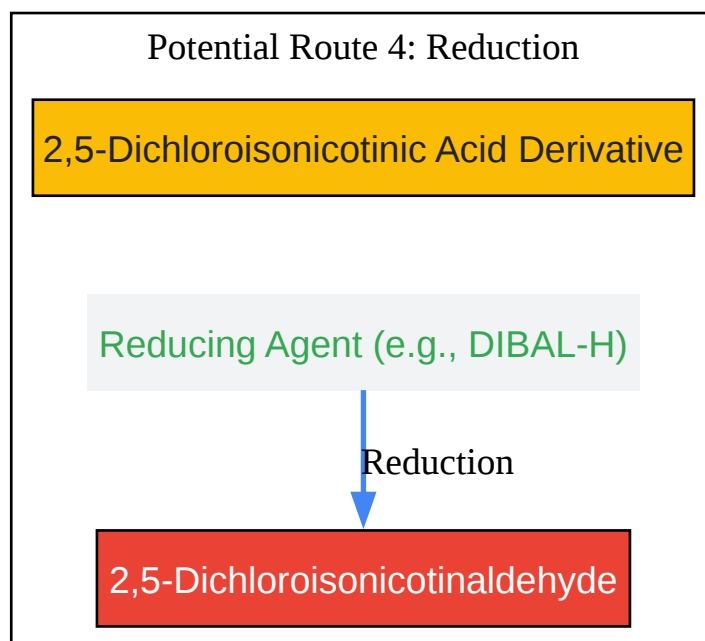 Potential Route 4: Reduction
2,5-Dichloroisonicotinic Acid Derivative
Reducing Agent (e.g., DIBAL-H)
Reduction
2,5-Dichloroisonicotinaldehyde